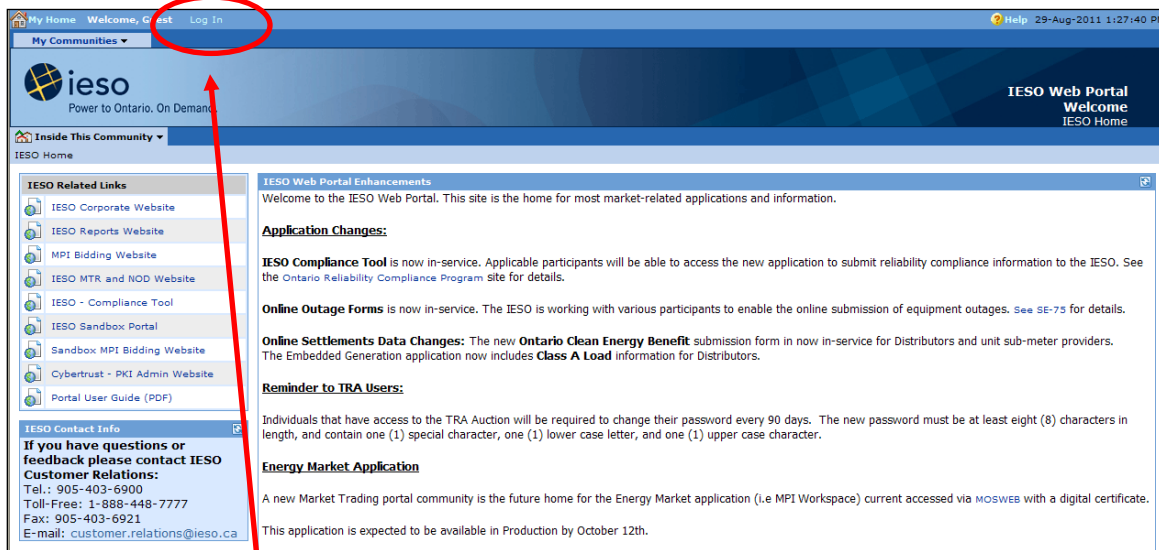 My Home Welcome, Guest Log In
Help 29-Aug-2011 1:27:40 P
My Communities
ieso
Power to Ontario. On Demand.
IESO Web Portal
Welcome
IESO Home
Inside This Community
IESO Home
IESO Related Links
IESO Corporate Website
IESO Reports Website
MPI Bidding Website
IESO MTR and NOD Website
IESO - Compliance Tool
IESO Sandbox Portal
Sandbox MPI Bidding Website
Cybertrust - PKI Admin Website
Portal User Guide (PDF)
IESO Contact Info
If you have questions or
feedback please contact IESO
Customer Relations:
Tel.: 905-403-6900
Toll-Free: 1-888-448-7777
Fax: 905-403-6921
E-mail: customer.relations@ieso.ca
IESO Web Portal Enhancements
Welcome to the IESO Web Portal. This site is the home for most market-related applications and information.
Application Changes:
IESO Compliance Tool is now in-service. Applicable participants will be able to access the new application to submit reliability compliance information to the IESO. See
the Ontario Reliability Compliance Program site for details.
Online Outage Forms is now in-service. The IESO is working with various participants to enable the online submission of equipment outages. See SE-75 for details.
Online Settlements Data Changes: The new Ontario Clean Energy Benefit submission form in now in-service for Distributors and unit sub-meter providers.
The Embedded Generation application now includes Class A Load information for Distributors.
Reminder to TRA Users:
Individuals that have access to the TRA Auction will be required to change their password every 90 days. The new password must be at least eight (8) characters in
length, and contain one (1) special character, one (1) lower case letter, and one (1) upper case character.
Energy Market Application
A new Market Trading portal community is the future home for the Energy Market application (i.e MPI Workspace) current accessed via MOSWEB with a digital certificate.
This application is expected to be available in Production by October 12th.